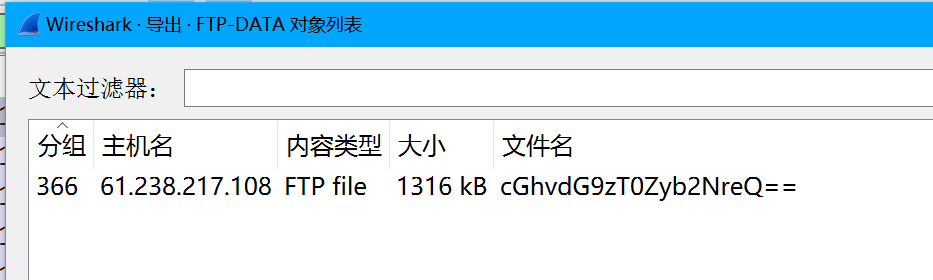 Wireshark · 导出 · FTP-DATA 对象列表
文本过滤器：
分组 主机名 内容类型 大小 文件名
366 61.238.217.108 FTP file 1316 kB cGhvdG9zT0Zyb2NreQ==